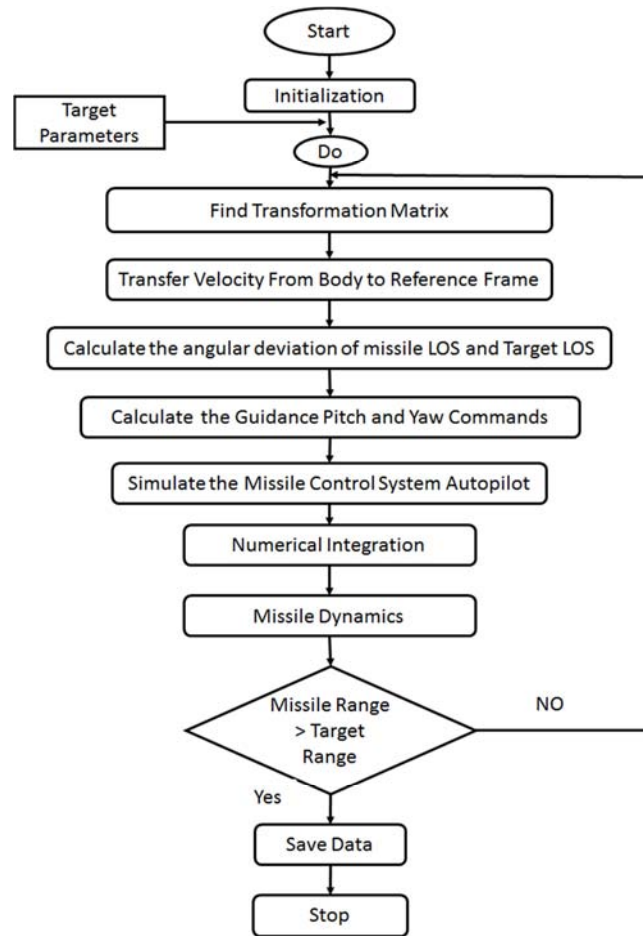 Start
Initialization
Target
Parameters
Do
Find Transformation Matrix
Transfer Velocity From Body to Reference Frame
Calculate the angular deviation of missile LOS and Target LOS
Calculate the Guidance Pitch and Yaw Commands
Simulate the Missile Control System Autopilot
Numerical Integration
Missile Dynamics
Missile Range
> Target
Range
NO
Yes
Save Data
Stop